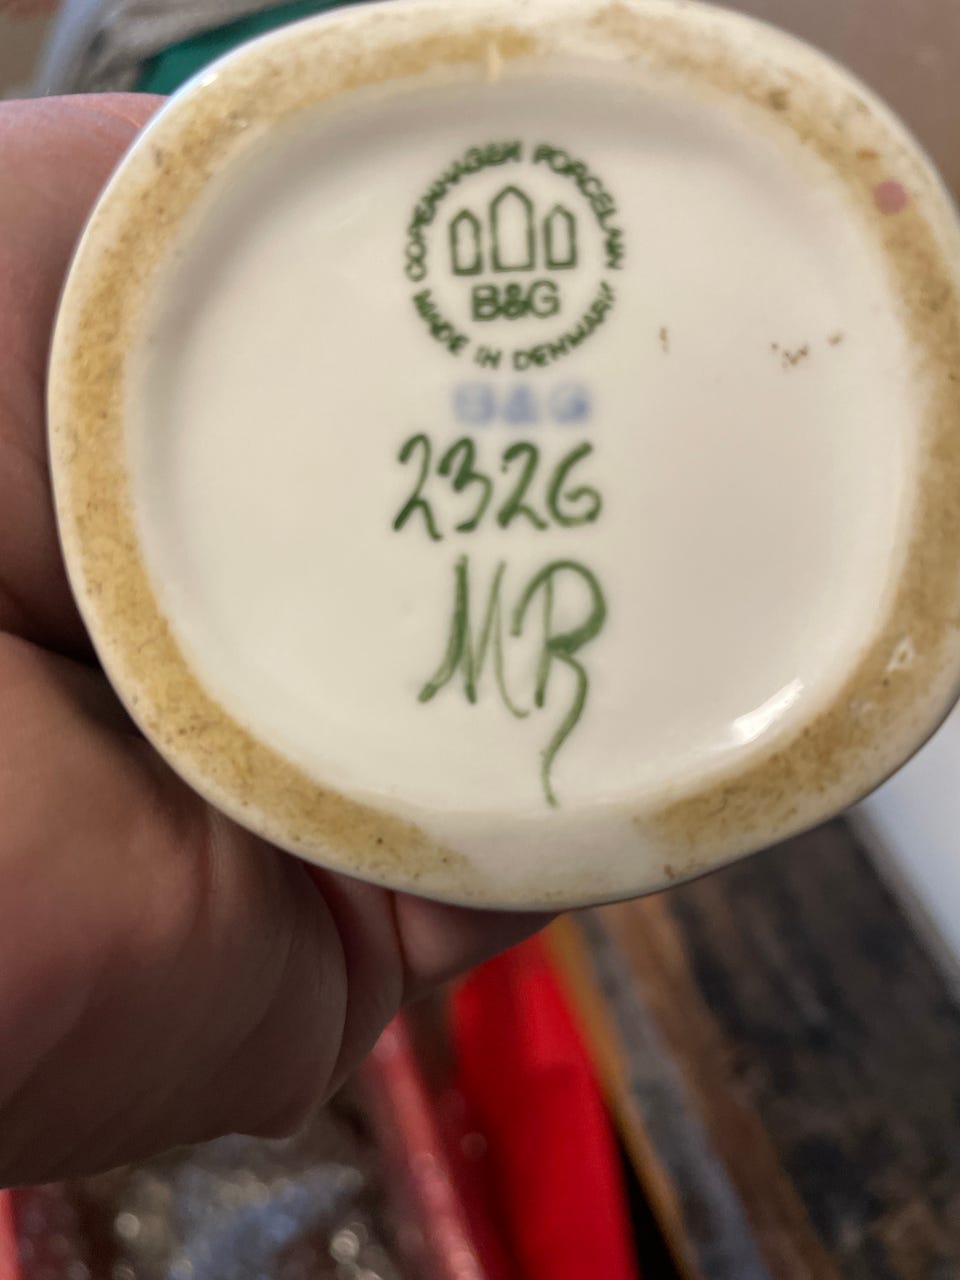 COPENHAGEN PORCELAIN
B&G
MADE IN DENMARK
B&G
2326
MR